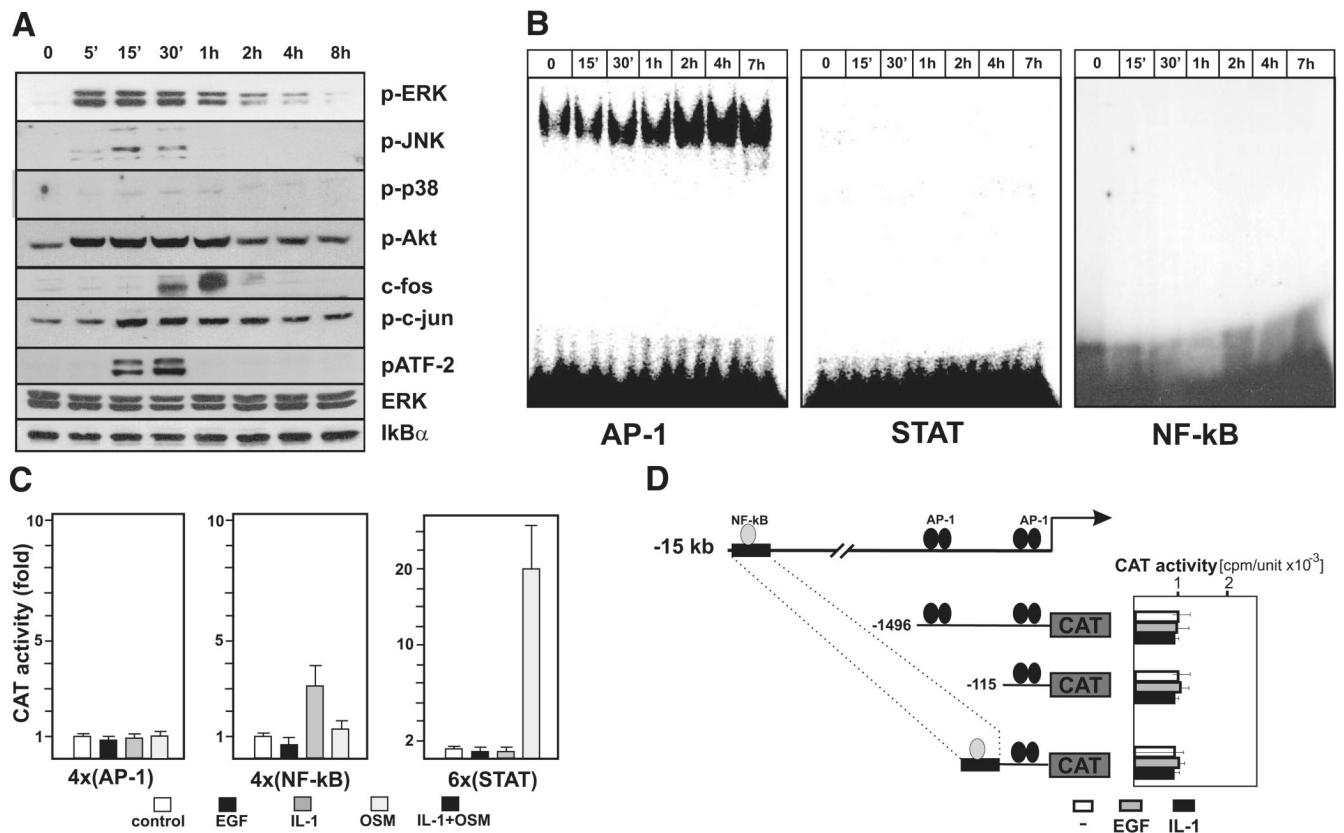 A
0 5' 15' 30' 1h 2h 4h 8h
p-ERK
p-JNK
p-p38
p-Akt
c-fos
p-c-jun
pATF-2
ERK
IkBα
B
0 15' 30' 1h 2h 4h 7h
0 15' 30' 1h 2h 4h 7h
0 15' 30' 1h 2h 4h 7h
AP-1 STAT NF-kB
C
CAT activity (fold)
10
5
1
4x(AP-1)
10
5
1
4x(NF-kB)
20
10
2
6x(STAT)
control EGF IL-1 OSM IL-1+OSM
D
NF-kB AP-1 AP-1
-15 kb
CAT activity [cpm/unit x10-3]
1 2
-1496 CAT
-115 CAT
CAT
- EGF IL-1